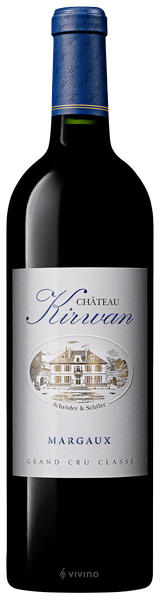 CHÂTEAU
Kirwan
Schröder & Schÿler
MARGAUX
GRAND CRU CLASSÉ
vivino